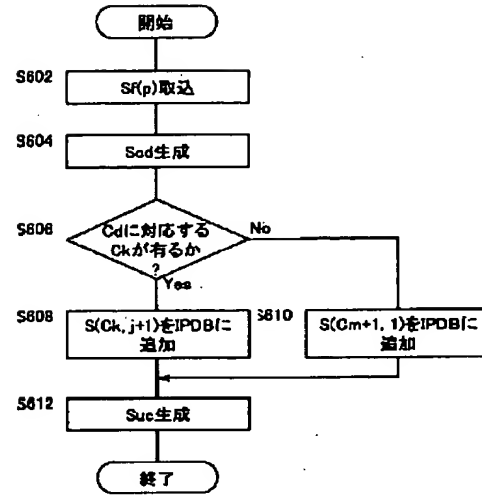 開始
S602
Sf(p)取込
S604
Scd生成
S606
Cdに対応する
Ckが有るか
?
No
Yes
S608
S(Ck, j+1)をIPDBに
追加
S610
S(Cm+1, 1)をIPDBに
追加
S612
Suc生成
終了